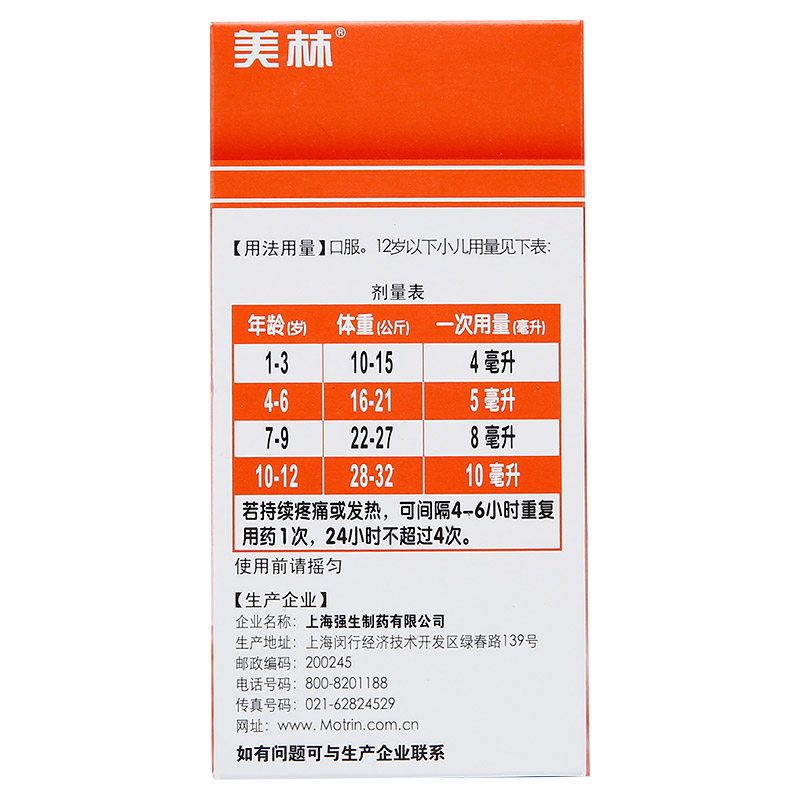 美林®
【用法用量】口服。12岁以下小儿用量见下表：
剂量表
年龄(岁) 体重(公斤) 一次用量(毫升)
1-3 10-15 4 毫升
4-6 16-21 5 毫升
7-9 22-27 8 毫升
10-12 28-32 10 毫升
若持续疼痛或发热，可间隔4-6小时重复
用药1次，24小时不超过4次。
使用前请摇匀
【生产企业】
企业名称：上海强生制药有限公司
生产地址：上海闵行经济技术开发区绿春路139号
邮政编码：200245
电话号码：800-8201188
传真号码：021-62824529
网址：www. Motrin.com.cn
如有问题可与生产企业联系